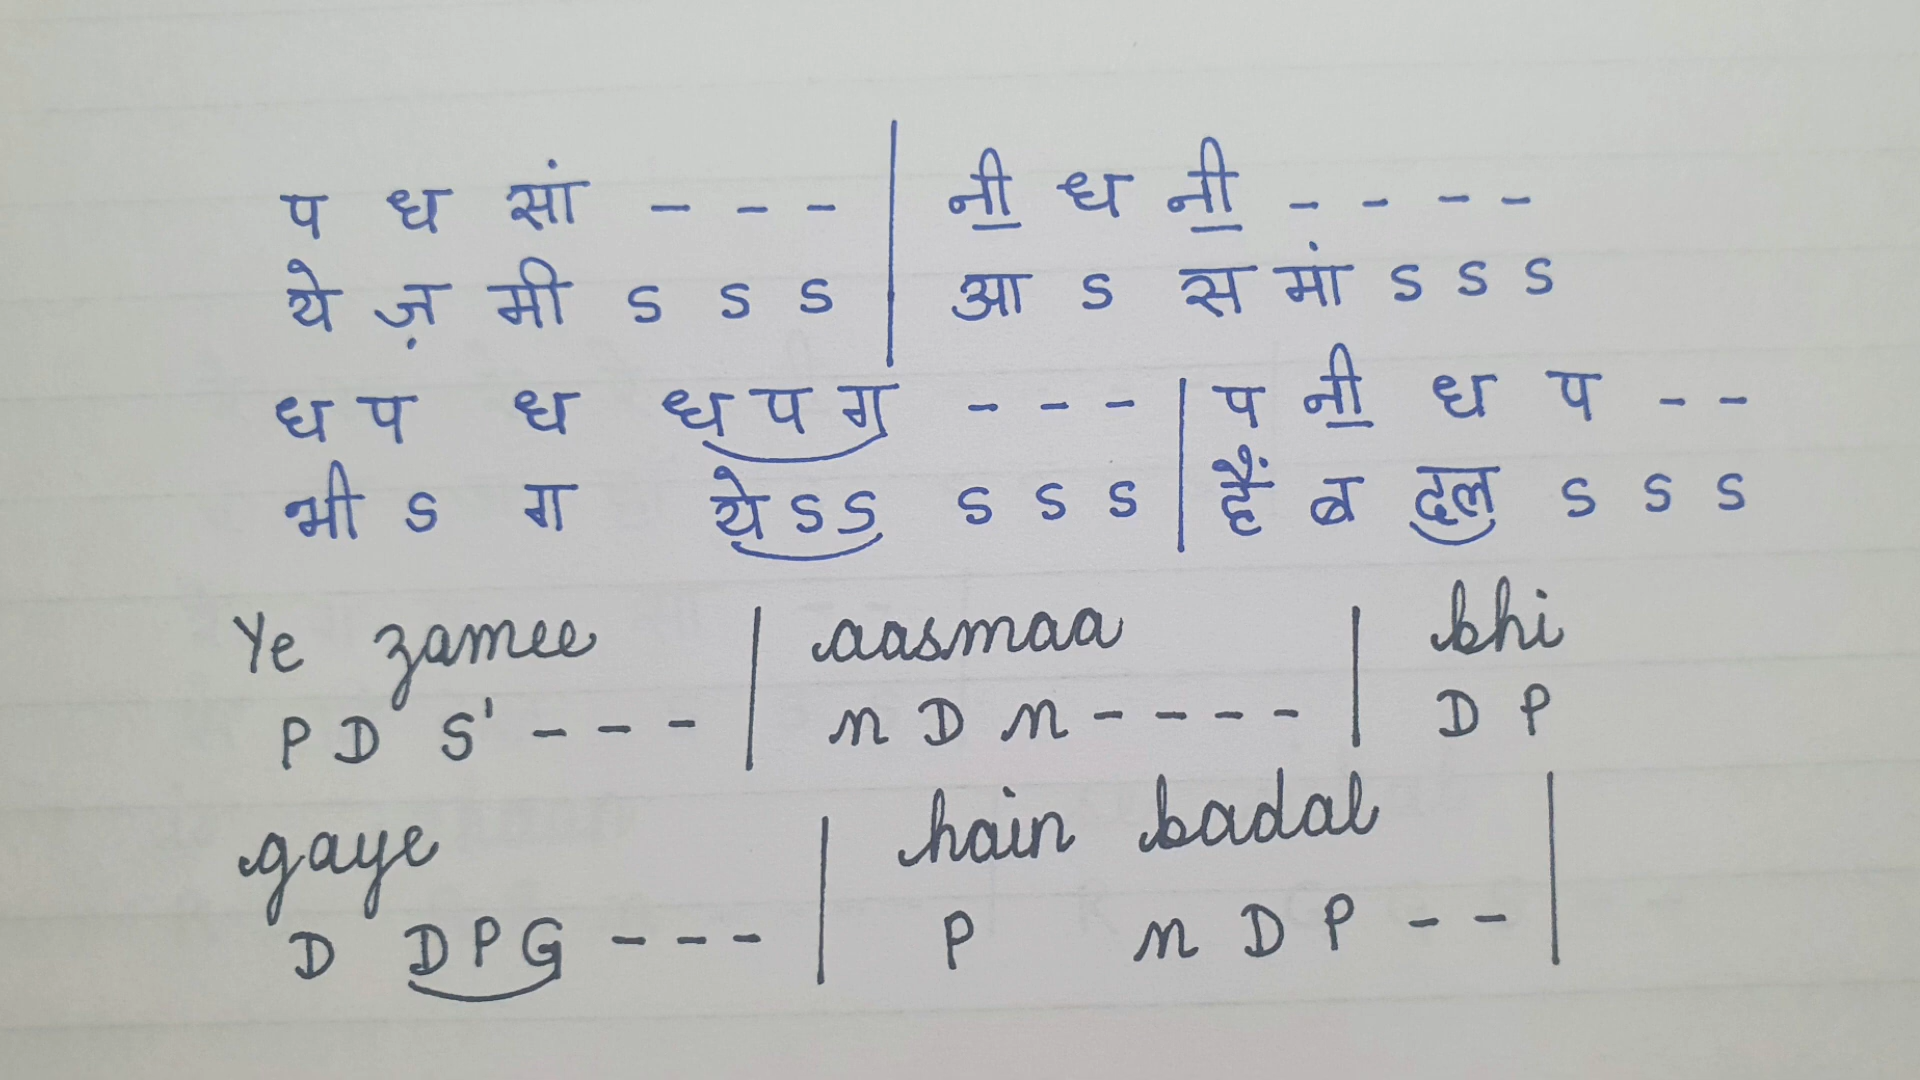 प ध सां - - - | नी॒ ध नी॒ - - - -
ये ज़ मी ऽ ऽ ऽ | आ ऽ स मां ऽ ऽ ऽ
ध प ध धपग - - - | प नी॒ ध प - -
भी ऽ ग येऽऽ ऽ ऽ ऽ | हैं ब दल ऽ ऽ ऽ
Ye zamee | aasmaa | bhi
P D S' - - - | n D n - - - - | D P
gaye | hain badal |
D DPG - - - | P n D P - - |